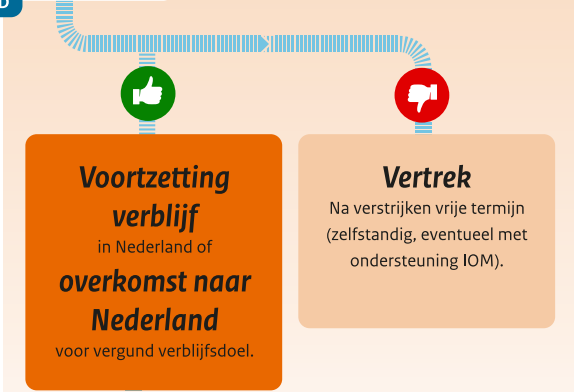 D
Voortzetting
verblijf
in Nederland of
overkomst naar
Nederland
voor vergund verblijfsdoel.
Vertrek
Na verstrijken vrije termijn
(zelfstandig, eventueel met
ondersteuning IOM).